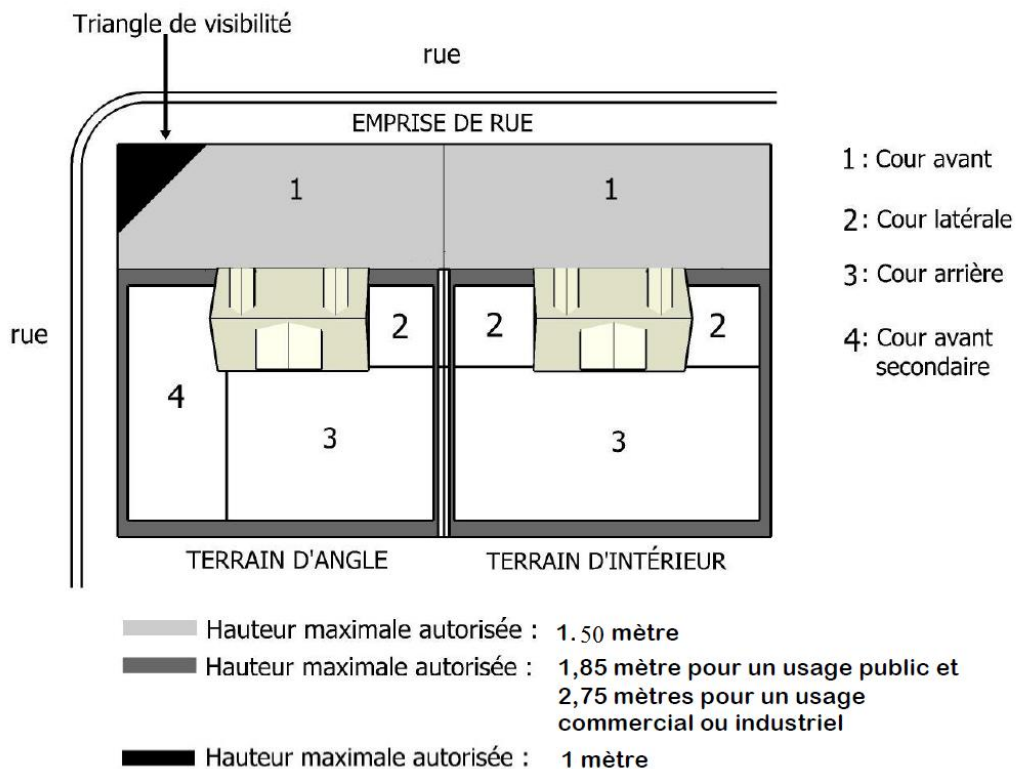 Triangle de visibilité
rue
EMPRISE DE RUE
1
1
1 : Cour avant
2 : Cour latérale
3 : Cour arrière
4: Cour avant
secondaire
rue
2
2
2
4
3
3
TERRAIN D'ANGLE
TERRAIN D'INTÉRIEUR
Hauteur maximale autorisée : 1.50 mètre
Hauteur maximale autorisée : 1,85 mètre pour un usage public et
2,75 mètres pour un usage
commercial ou industriel
Hauteur maximale autorisée : 1 mètre